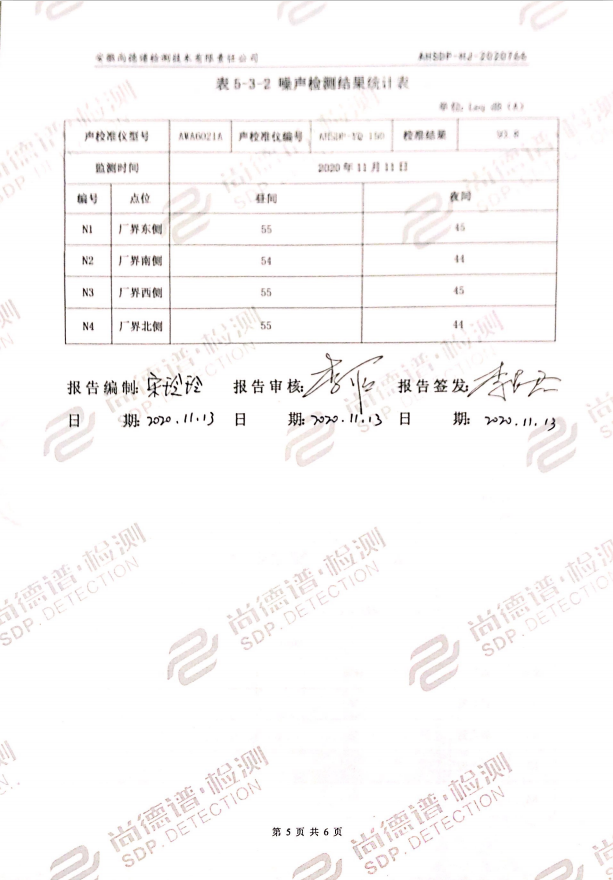 安徽尚德谱检测技术有限责任公司 AHSDP-HJ-2020766
表 5-3-2 噪声检测结果统计表
单位: Leq dB (A)
声校准仪型号 AWA6021A 声校准仪编号 AHSDP-YQ-150 校准结果 93.8
监测时间 2020 年 11 月 11 日
编号 点位 昼间 夜间
N1 厂界东侧 55 45
N2 厂界南侧 54 44
N3 厂界西侧 55 45
N4 厂界北侧 55 44
报告编制: 宋玲玲 报告审核: 报告签发:
日 期: 2020.11.13 日 期: 2020.11.13 日 期: 2020.11.13
尚德谱·检测
SDP.DETECTION
第 5 页 共 6 页